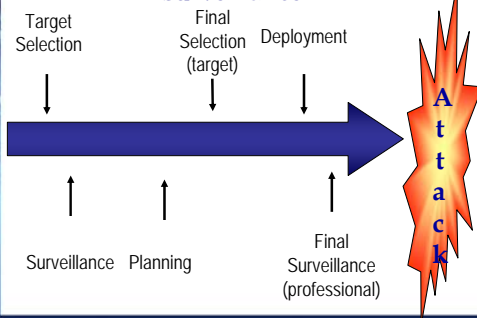 Target
Selection
Final
Selection
(target)
Deployment
Surveillance
Planning
Final
Surveillance
(professional)
A
t
t
a
c
k